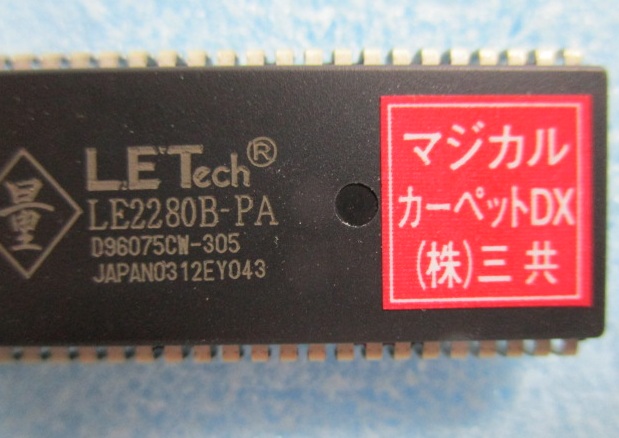 量
LETech®
LE2280B-PA
D96075CW-305
JAPAN0312EY043
マジカル
カーペットDX
(株)三共